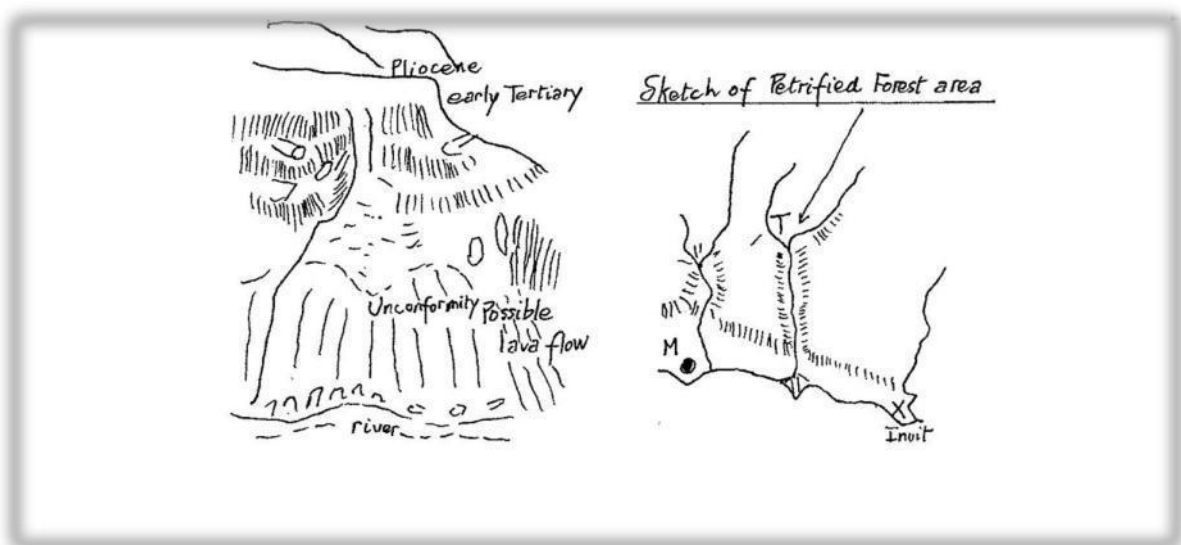 Pliocene
early Tertiary
Unconformity Possible
lava flow
river
Sketch of Petrified Forest area
T
M
X
Inuit